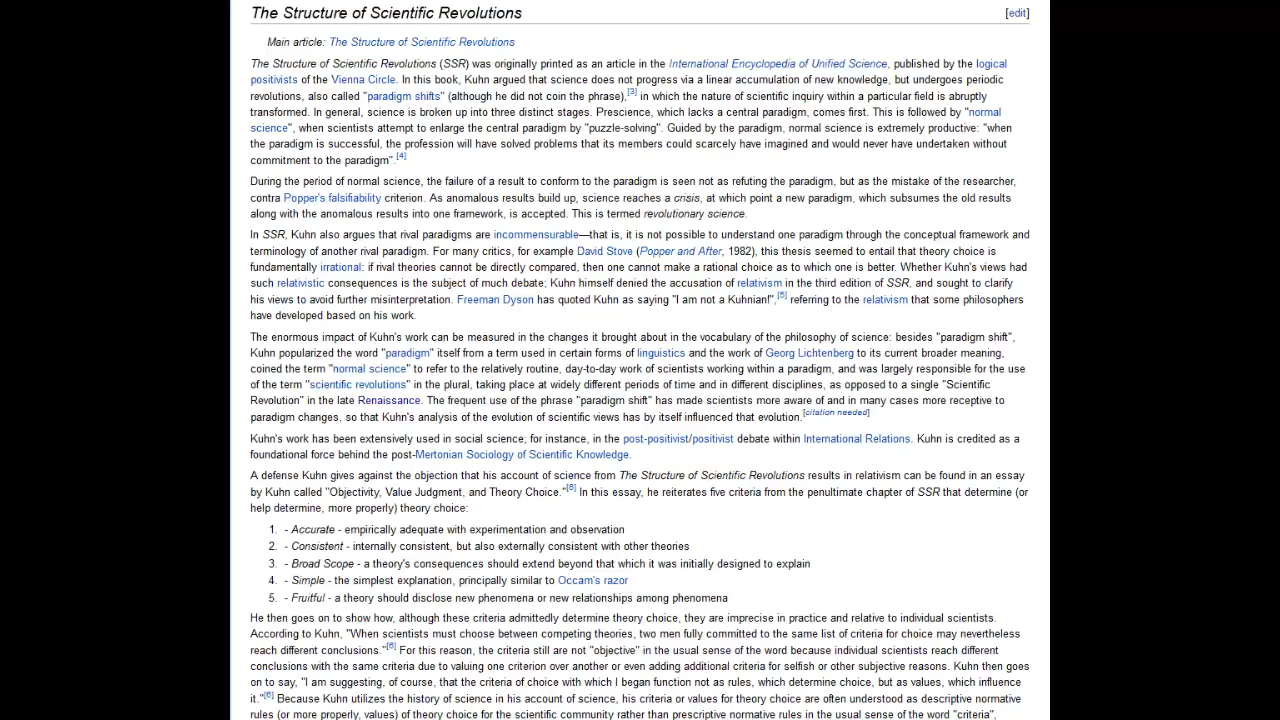 The Structure of Scientific Revolutions [edit]
Main article: The Structure of Scientific Revolutions
The Structure of Scientific Revolutions (SSR) was originally printed as an article in the International Encyclopedia of Unified Science, published by the logical
positivists of the Vienna Circle. In this book, Kuhn argued that science does not progress via a linear accumulation of new knowledge, but undergoes periodic
revolutions, also called "paradigm shifts" (although he did not coin the phrase),[3] in which the nature of scientific inquiry within a particular field is abruptly
transformed. In general, science is broken up into three distinct stages. Prescience, which lacks a central paradigm, comes first. This is followed by "normal
science", when scientists attempt to enlarge the central paradigm by "puzzle-solving". Guided by the paradigm, normal science is extremely productive: "when
the paradigm is successful, the profession will have solved problems that its members could scarcely have imagined and would never have undertaken without
commitment to the paradigm".[4]
During the period of normal science, the failure of a result to conform to the paradigm is seen not as refuting the paradigm, but as the mistake of the researcher,
contra Popper's falsifiability criterion. As anomalous results build up, science reaches a crisis, at which point a new paradigm, which subsumes the old results
along with the anomalous results into one framework, is accepted. This is termed revolutionary science.
In SSR, Kuhn also argues that rival paradigms are incommensurable—that is, it is not possible to understand one paradigm through the conceptual framework and
terminology of another rival paradigm. For many critics, for example David Stove (Popper and After, 1982), this thesis seemed to entail that theory choice is
fundamentally irrational: if rival theories cannot be directly compared, then one cannot make a rational choice as to which one is better. Whether Kuhn's views had
such relativistic consequences is the subject of much debate; Kuhn himself denied the accusation of relativism in the third edition of SSR, and sought to clarify
his views to avoid further misinterpretation. Freeman Dyson has quoted Kuhn as saying "I am not a Kuhnian!",[5] referring to the relativism that some philosophers
have developed based on his work.
The enormous impact of Kuhn's work can be measured in the changes it brought about in the vocabulary of the philosophy of science: besides "paradigm shift",
Kuhn popularized the word "paradigm" itself from a term used in certain forms of linguistics and the work of Georg Lichtenberg to its current broader meaning,
coined the term "normal science" to refer to the relatively routine, day-to-day work of scientists working within a paradigm, and was largely responsible for the use
of the term "scientific revolutions" in the plural, taking place at widely different periods of time and in different disciplines, as opposed to a single "Scientific
Revolution" in the late Renaissance. The frequent use of the phrase "paradigm shift" has made scientists more aware of and in many cases more receptive to
paradigm changes, so that Kuhn's analysis of the evolution of scientific views has by itself influenced that evolution.[citation needed]
Kuhn's work has been extensively used in social science; for instance, in the post-positivist/positivist debate within International Relations. Kuhn is credited as a
foundational force behind the post-Mertonian Sociology of Scientific Knowledge.
A defense Kuhn gives against the objection that his account of science from The Structure of Scientific Revolutions results in relativism can be found in an essay
by Kuhn called "Objectivity, Value Judgment, and Theory Choice."[6] In this essay, he reiterates five criteria from the penultimate chapter of SSR that determine (or
help determine, more properly) theory choice:
1. - Accurate - empirically adequate with experimentation and observation
2. - Consistent - internally consistent, but also externally consistent with other theories
3. - Broad Scope - a theory's consequences should extend beyond that which it was initially designed to explain
4. - Simple - the simplest explanation, principally similar to Occam's razor
5. - Fruitful - a theory should disclose new phenomena or new relationships among phenomena
He then goes on to show how, although these criteria admittedly determine theory choice, they are imprecise in practice and relative to individual scientists.
According to Kuhn, "When scientists must choose between competing theories, two men fully committed to the same list of criteria for choice may nevertheless
reach different conclusions."[6] For this reason, the criteria still are not "objective" in the usual sense of the word because individual scientists reach different
conclusions with the same criteria due to valuing one criterion over another or even adding additional criteria for selfish or other subjective reasons. Kuhn then goes
on to say, "I am suggesting, of course, that the criteria of choice with which I began function not as rules, which determine choice, but as values, which influence
it."[6] Because Kuhn utilizes the history of science in his account of science, his criteria or values for theory choice are often understood as descriptive normative
rules (or more properly, values) of theory choice for the scientific community rather than prescriptive normative rules in the usual sense of the word "criteria",